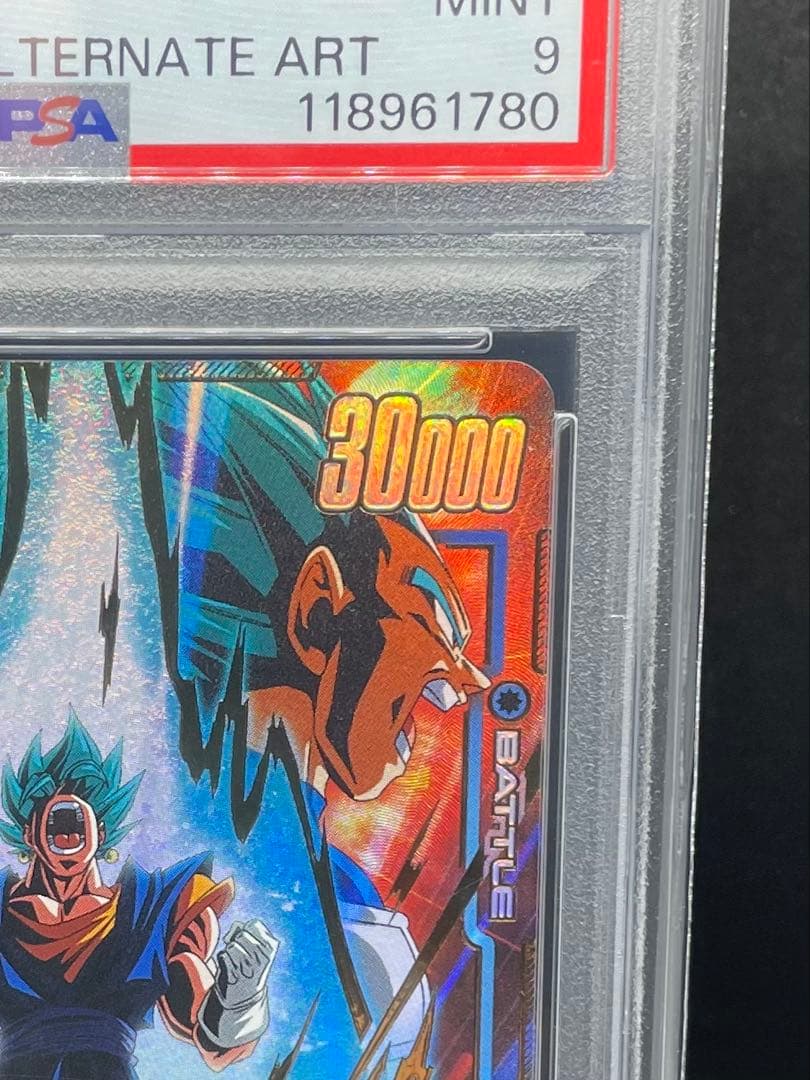 MINT
LTERNATE ART 9
PSA 118961780
30000
BATTLE